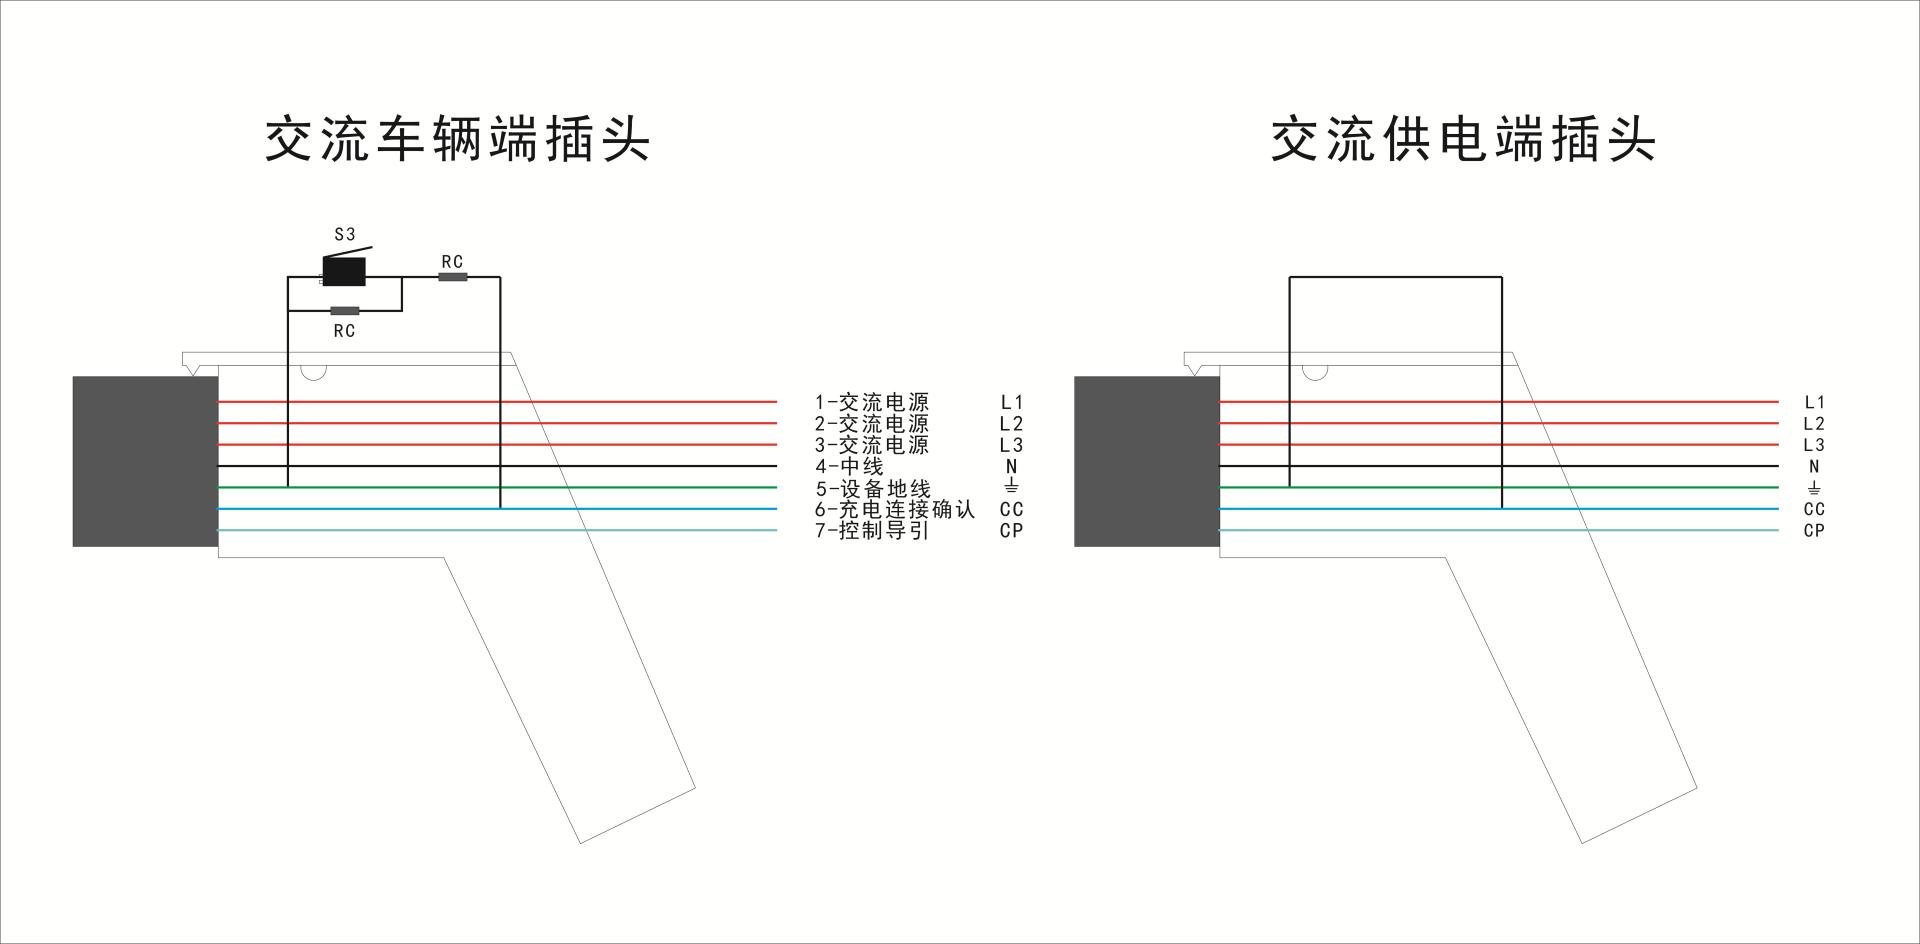 交流车辆端插头
交流供电端插头
S3
RC
RC
1-交流电源 L1
2-交流电源 L2
3-交流电源 L3
4-中线 N
5-设备地线 ⏚
6-充电连接确认 CC
7-控制导引 CP
L1
L2
L3
N
⏚
CC
CP